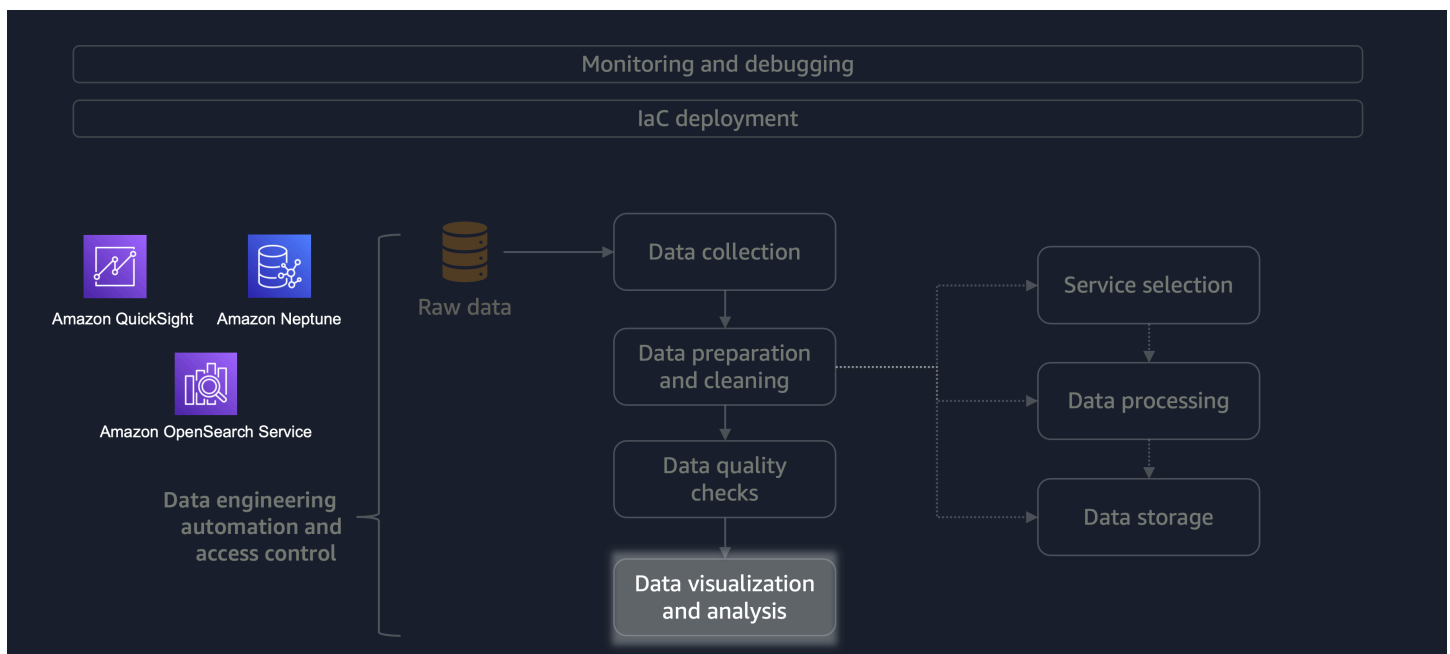 Monitoring and debugging
IaC deployment
Amazon QuickSight
Amazon Neptune
Amazon OpenSearch Service
Data engineering
automation and
access control
Raw data
Data collection
Data preparation
and cleaning
Data quality
checks
Data visualization
and analysis
Service selection
Data processing
Data storage